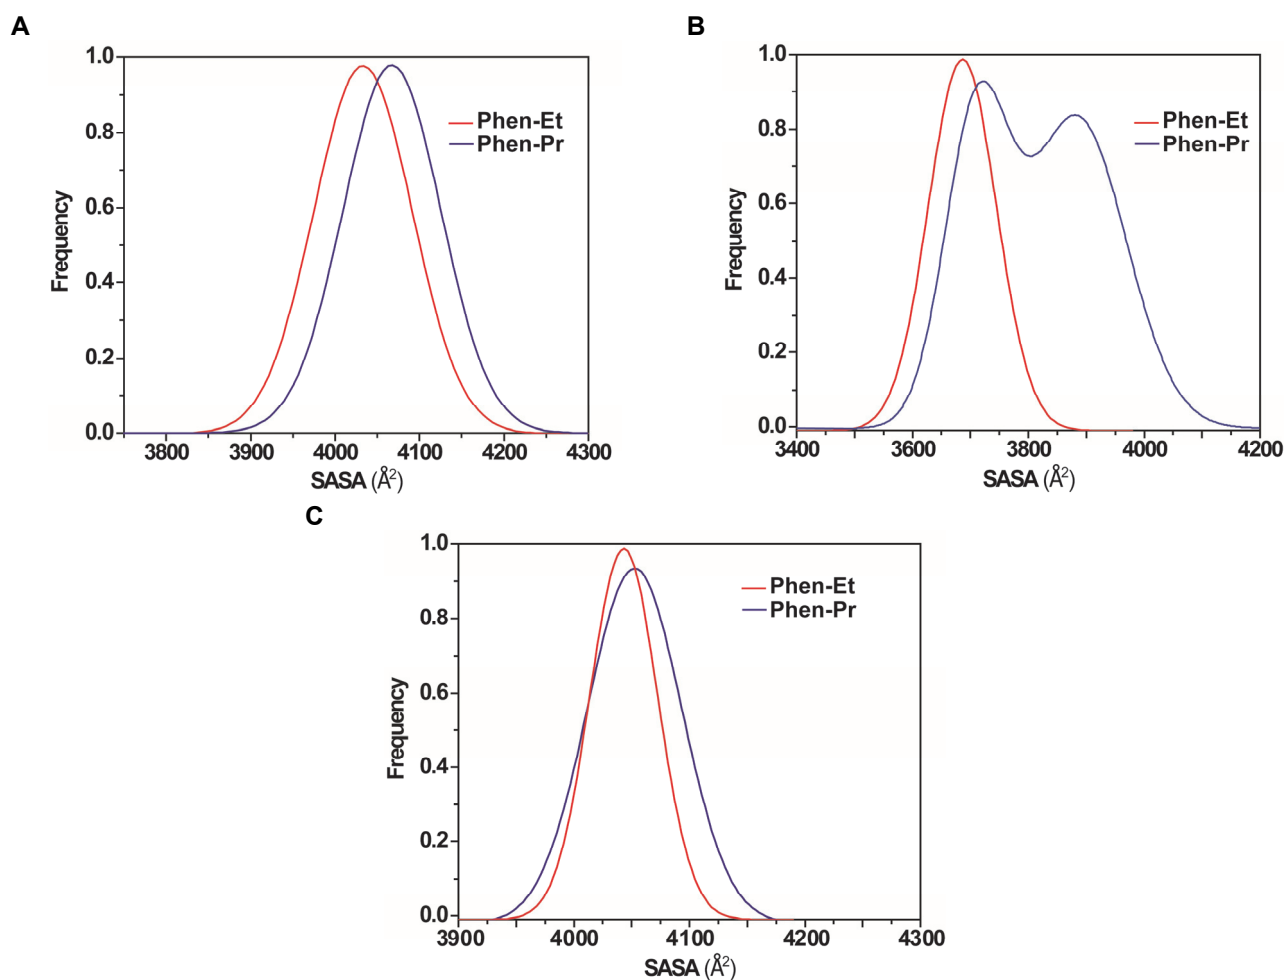 A
1.0
0.8
0.6
0.4
0.2
0.0
Frequency
Phen-Et
Phen-Pr
3800 3900 4000 4100 4200 4300
SASA (Å²)
B
1.0
0.8
0.6
0.4
0.2
0.0
Frequency
Phen-Et
Phen-Pr
3400 3600 3800 4000 4200
SASA (Å²)
C
1.0
0.8
0.6
0.4
0.2
0.0
Frequency
Phen-Et
Phen-Pr
3900 4000 4100 4200 4300
SASA (Å²)